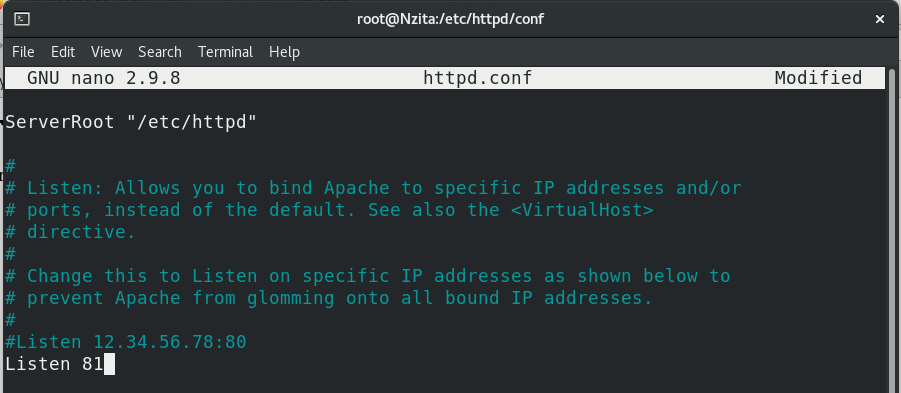 root@Nzita:/etc/httpd/conf
File Edit View Search Terminal Help
GNU nano 2.9.8 httpd.conf Modified
ServerRoot "/etc/httpd"
#
# Listen: Allows you to bind Apache to specific IP addresses and/or
# ports, instead of the default. See also the <VirtualHost>
# directive.
#
# Change this to Listen on specific IP addresses as shown below to
# prevent Apache from glomming onto all bound IP addresses.
#
#Listen 12.34.56.78:80
Listen 81